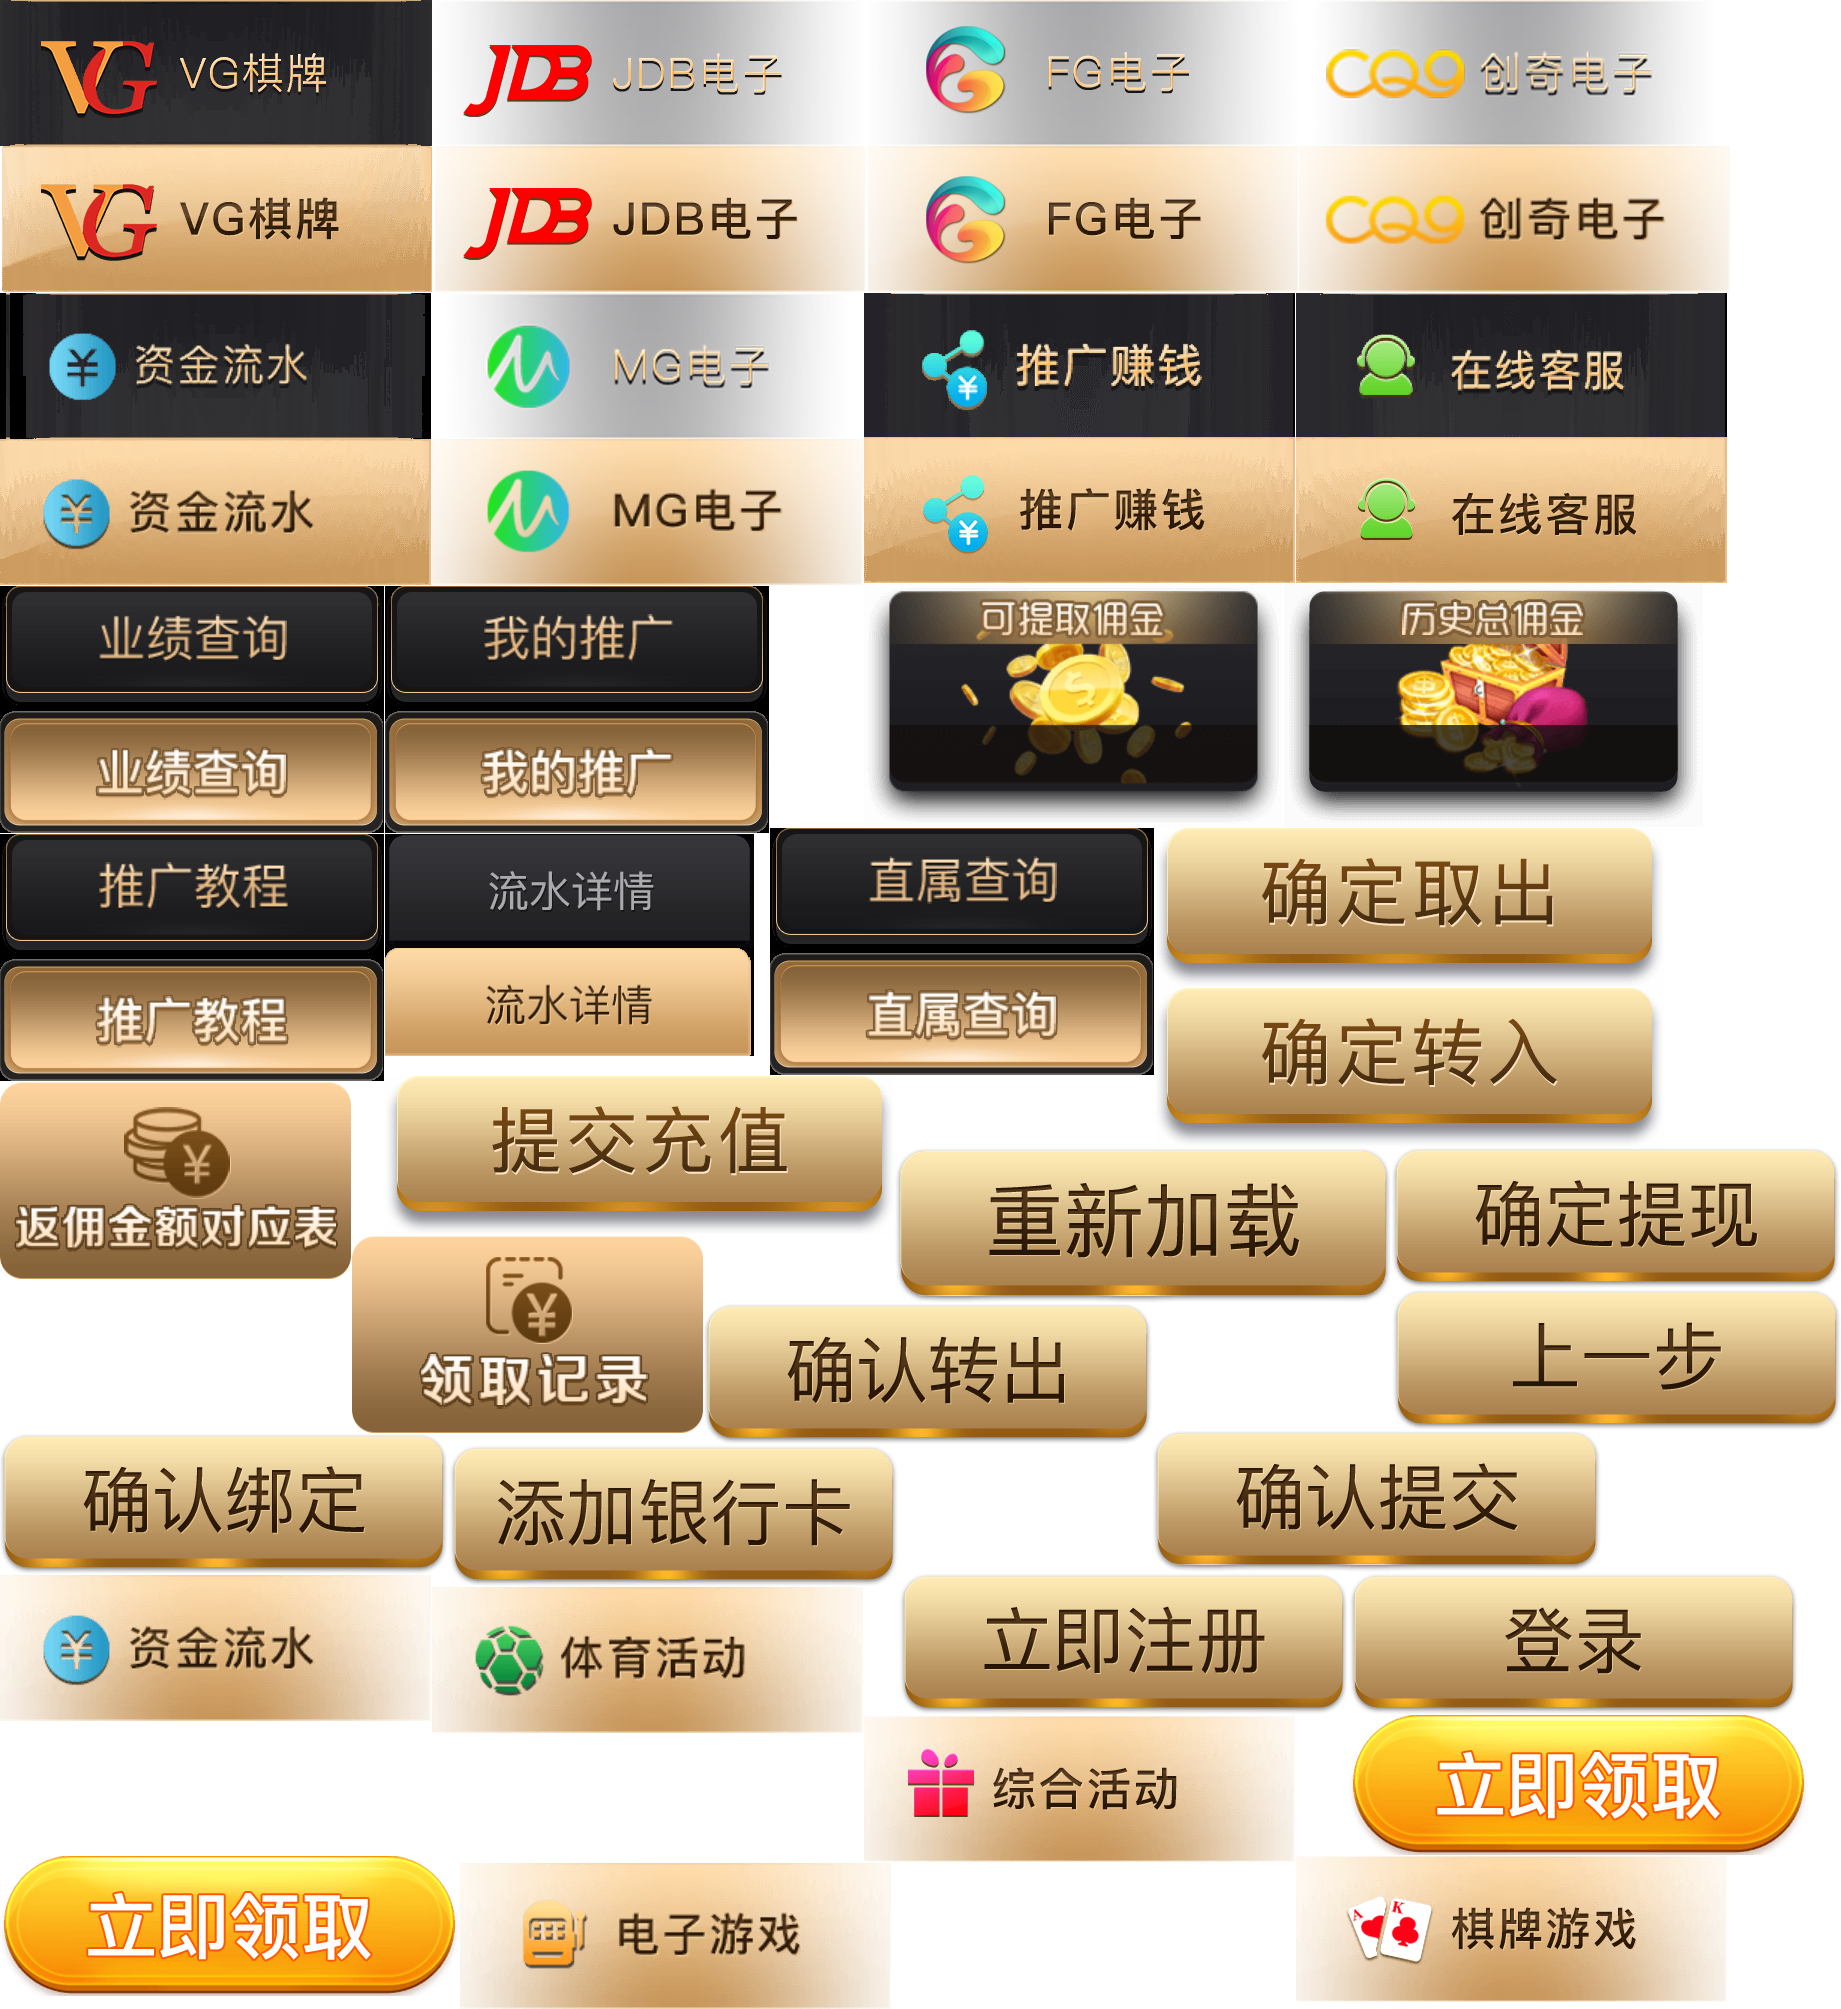 VG VG棋牌
JDB JDB电子
FG电子
CQ9 创奇电子
VG VG棋牌
JDB JDB电子
FG电子
CQ9 创奇电子
¥ 资金流水
MG电子
¥ 推广赚钱
在线客服
¥ 资金流水
MG电子
¥ 推广赚钱
在线客服
业绩查询
我的推广
可提取佣金
历史总佣金
业绩查询
我的推广
推广教程
流水详情
直属查询
确定取出
推广教程
流水详情
直属查询
确定转入
¥
返佣金额对应表
提交充值
重新加载
确定提现
¥
领取记录
确认转出
上一步
确认绑定
添加银行卡
确认提交
¥ 资金流水
体育活动
立即注册
登录
综合活动
立即领取
立即领取
电子游戏
A K 棋牌游戏